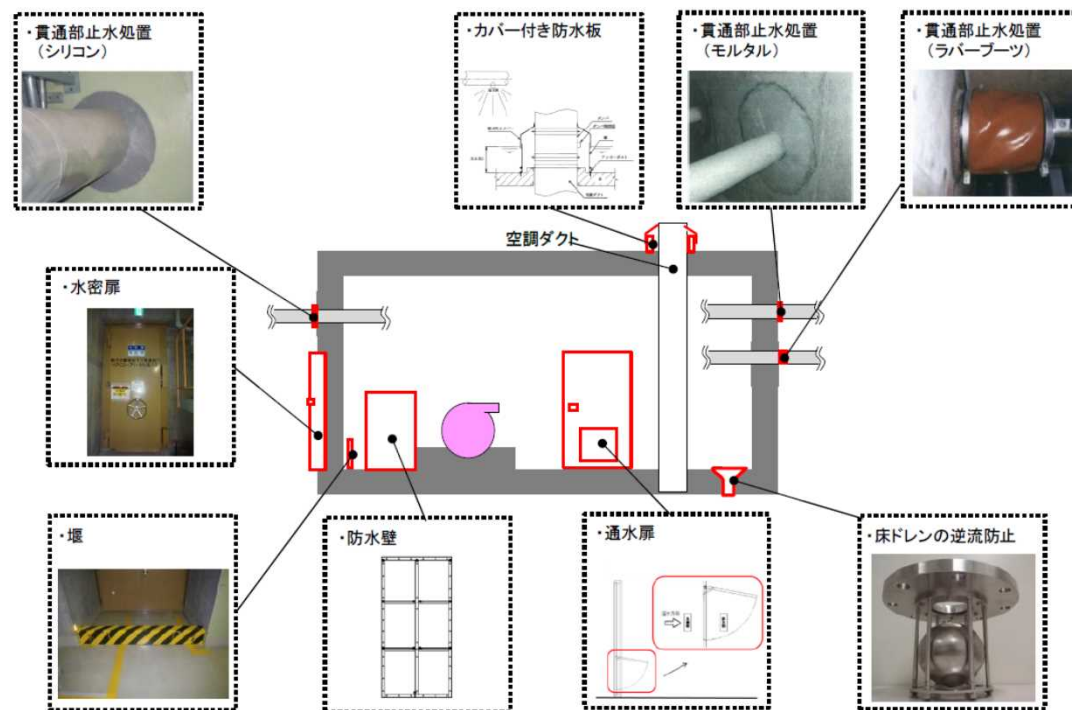 ・貫通部止水処置
（シリコン）
・カバー付き防水板
・貫通部止水処置
（モルタル）
・貫通部止水処置
（ラバーブーツ）
空調ダクト
・水密扉
・堰
・防水壁
・通水扉
・床ドレンの逆流防止